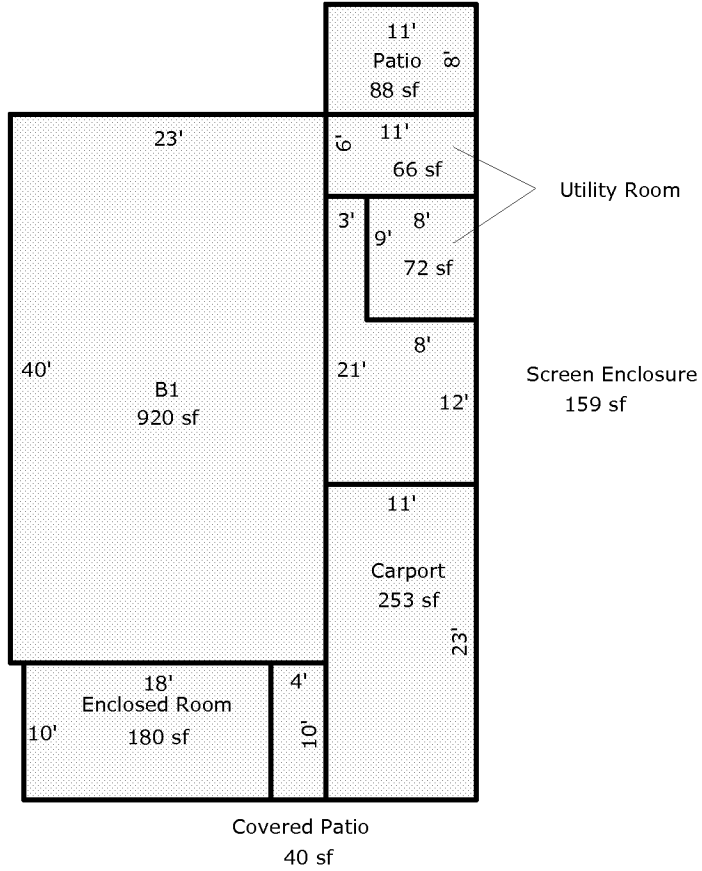 11'
Patio
8'
88 sf
23'
6'
11'
66 sf
Utility Room
3'
8'
9'
72 sf
8'
40'
21'
12'
Screen Enclosure
159 sf
B1
920 sf
11'
Carport
253 sf
23'
18'
Enclosed Room
10'
180 sf
4'
10'
Covered Patio
40 sf